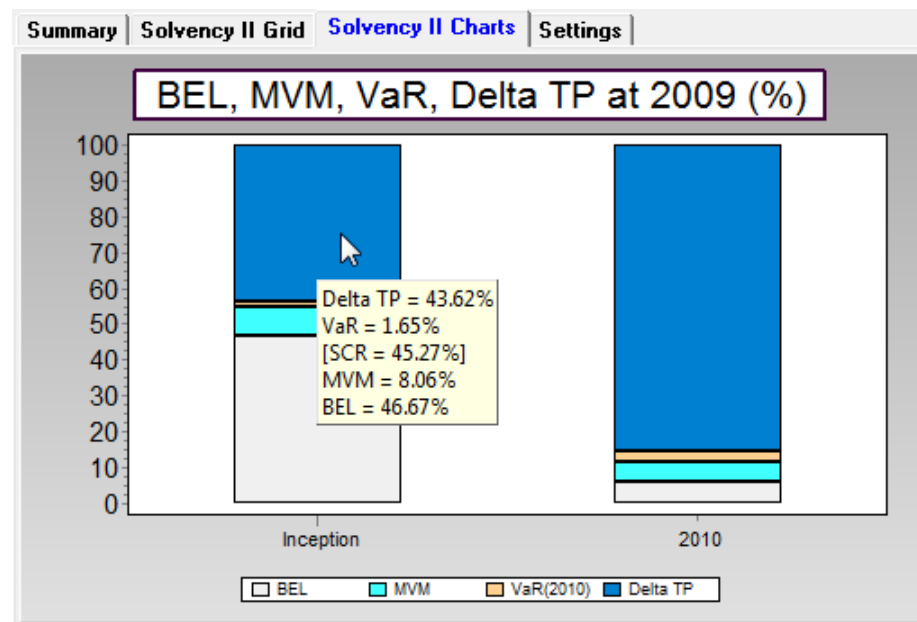 Summary Solvency II Grid Solvency II Charts Settings
BEL, MVM, VaR, Delta TP at 2009 (%)
100
90
80
70
60
50
40
30
20
10
0
Delta TP = 43.62%
VaR = 1.65%
[SCR = 45.27%]
MVM = 8.06%
BEL = 46.67%
Inception 2010
BEL MVM VaR(2010) Delta TP